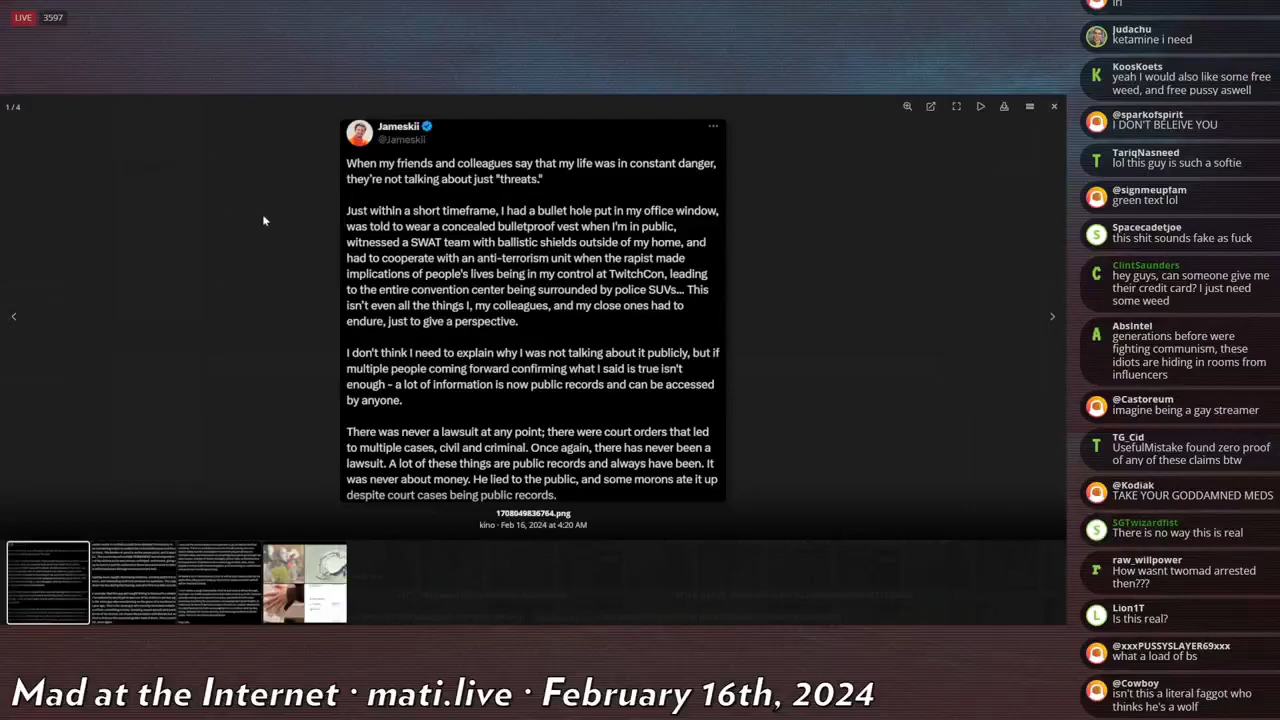 LIVE 3597
1 / 4
Jameskii
@Jameskii
When my friends and colleagues say that my life was in constant danger,
they're not talking about just "threats."
Just within a short timeframe, I had a bullet hole put in my office window,
was told to wear a concealed bulletproof vest when I'm in public,
witnessed a SWAT team with ballistic shields outside of my home, and
had to cooperate with an anti-terrorism unit when the rapist made
implications of people's lives being in my control at TwitchCon, leading
to the entire convention center being surrounded by police SUVs... This
isn't even all the things I, my colleagues, and my close ones had to
endure, just to give a perspective.
I don't think I need to explain why I was not talking about it publicly, but if
multiple people coming forward confirming what I said is true isn't
enough - a lot of information is now public records and can be accessed
by anyone.
There was never a lawsuit at any point; there were court orders that led
to multiple cases, civil and criminal. Once again, there has never been a
lawsuit. A lot of these things are public records and always have been. It
was never about money. He lied to the public, and some morons ate it up
despite court cases being public records.
1708049836764.png
kino · Feb 16, 2024 at 4:20 AM
Judachu
ketamine i need
KoosKoets
yeah I would also like some free
weed, and free pussy aswell
@sparkofspirit
I DON'T BELIEVE YOU
TariqNasneed
lol this guy is such a softie
@signmeupfam
green text lol
Spacecasejoe
this shit reads fake as fuck
ClintSaunders
hey guys can someone give me
their credit card? I just need
some weed
AbsIntel
generations before were
fighting communism, these
fucks are dealing in rooms from
influencers
@Castoreum
imagine being a gay satan
TG_Cid
UsefulMistake found zero proof
of any of these claims btw
@Kodiak
TAKE YOUR GODDAMNED MEDS
SGTwizardfist
There is no way this is real
raw_willpower
How wasnt twomad arrested
then???
Lion1T
Is this real?
@xxxPUSSYSLAYER69xxx
what a load of bs
@Cowboy
isn't this a literal faggot who
thinks he's a wolf
Mad at the Internet · mati.live · February 16th, 2024